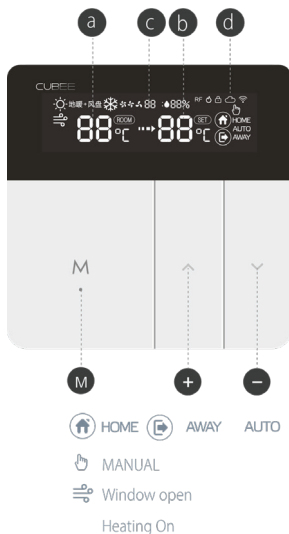 a c b d
CUBEE
地暖+风盘 88 88% RF
88 °C ROOM 88 °C SET HOME
AUTO
AWAY
M
M + −
HOME AWAY AUTO
MANUAL
Window open
Heating On